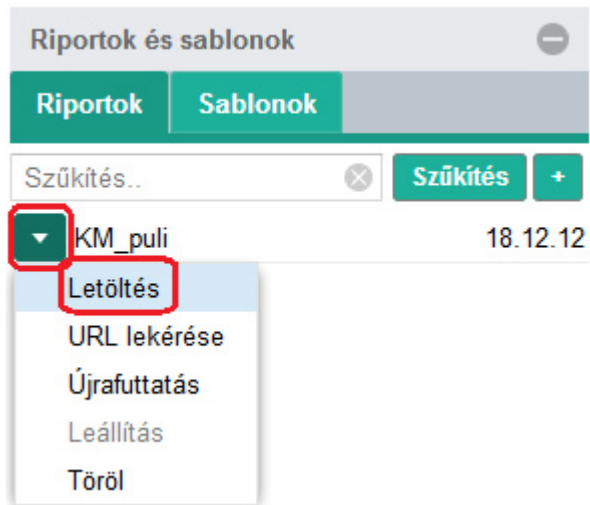 Riportok és sablonok
Riportok Sablonok
Szűkítés.. Szűkítés +
KM_puli 18.12.12
Letöltés
URL lekérése
Újrafuttatás
Leállítás
Töröl